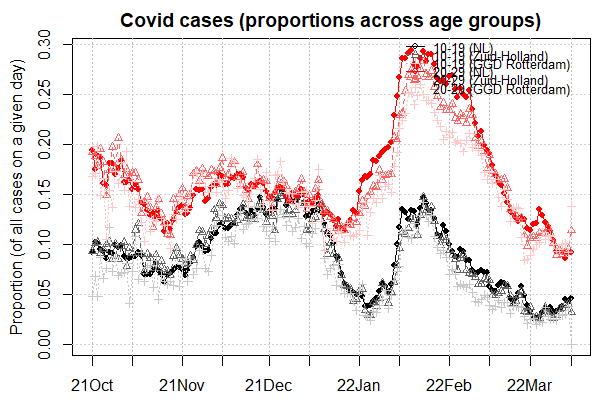 Covid cases (proportions across age groups)
Proportion (of all cases on a given day)
0.30
0.25
0.20
0.15
0.10
0.05
0.00
10-19 (NL)
10-19 (Zuid-Holland)
10-19 (GGD Rotterdam)
20-29 (NL)
20-29 (Zuid-Holland)
20-29 (GGD Rotterdam)
21Oct 21Nov 21Dec 22Jan 22Feb 22Mar